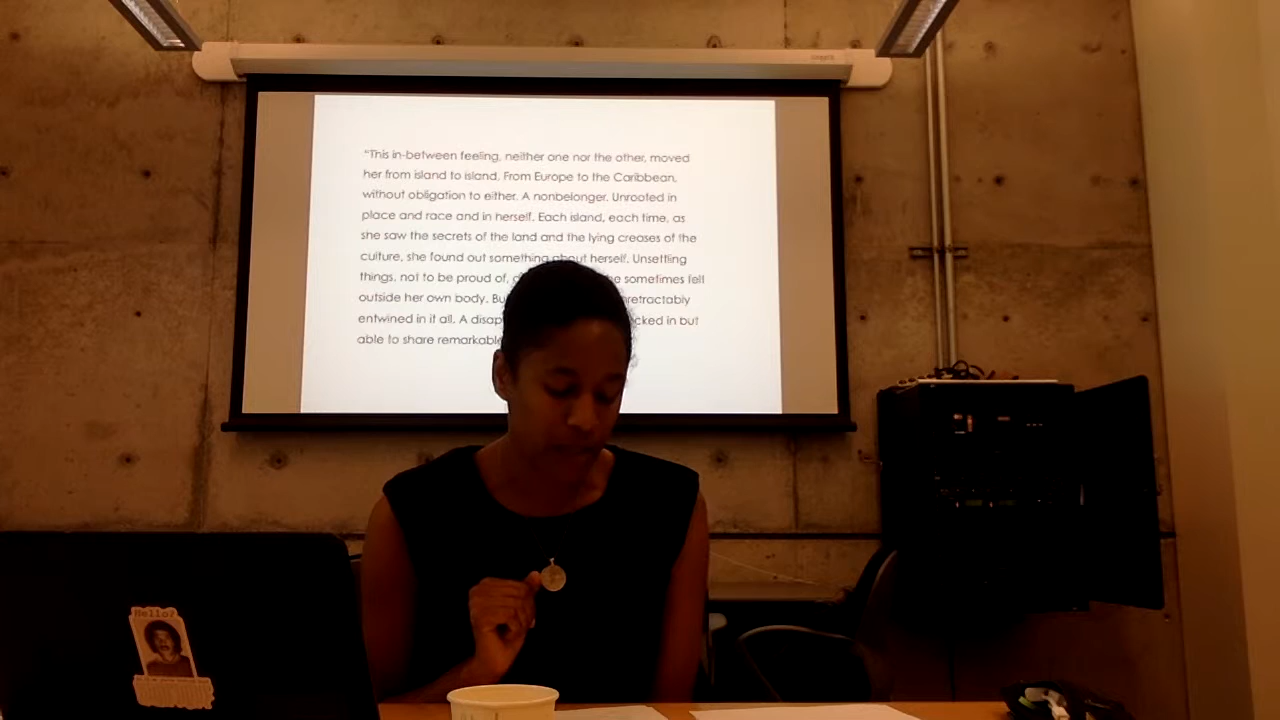 "This in-between feeling, neither one nor the other, moved
her from island to island. From Europe to the Caribbean,
without obligation to either. A nonbelonger. Unrooted in
place and race and in herself. Each island, each time, as
she saw the secrets of the land and the lying creases of the
culture, she found out something about herself. Unsettling
things, not to be proud of, sometimes fell
outside her own body. retractably
entwined in it all. A cked in but
able to share
Hello?